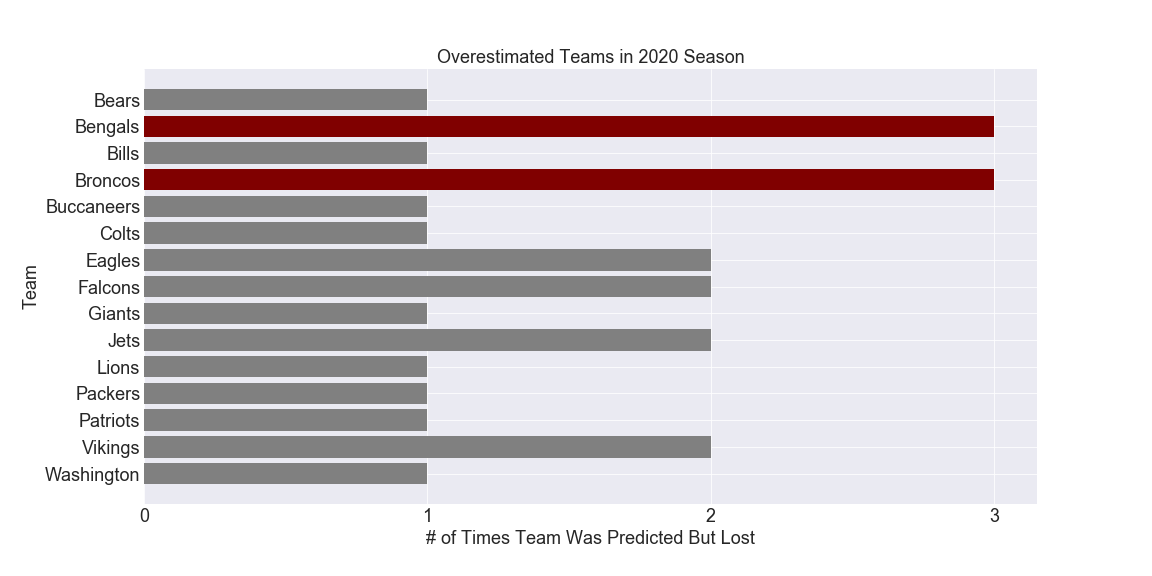 Overestimated Teams in 2020 Season
Team
Bears
Bengals
Bills
Broncos
Buccaneers
Colts
Eagles
Falcons
Giants
Jets
Lions
Packers
Patriots
Vikings
Washington
0 1 2 3
# of Times Team Was Predicted But Lost